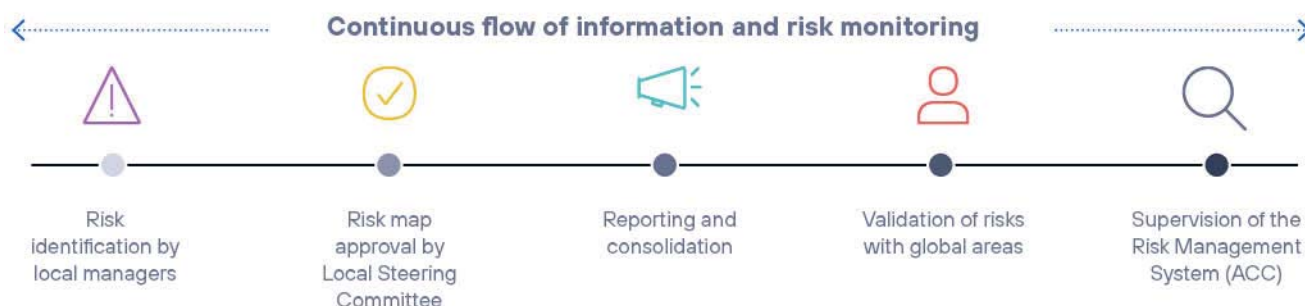 Continuous flow of information and risk monitoring
Risk
identification by
local managers
Risk map
approval by
Local Steering
Committee
Reporting and
consolidation
Validation of risks
with global areas
Supervision of the
Risk Management
System (ACC)